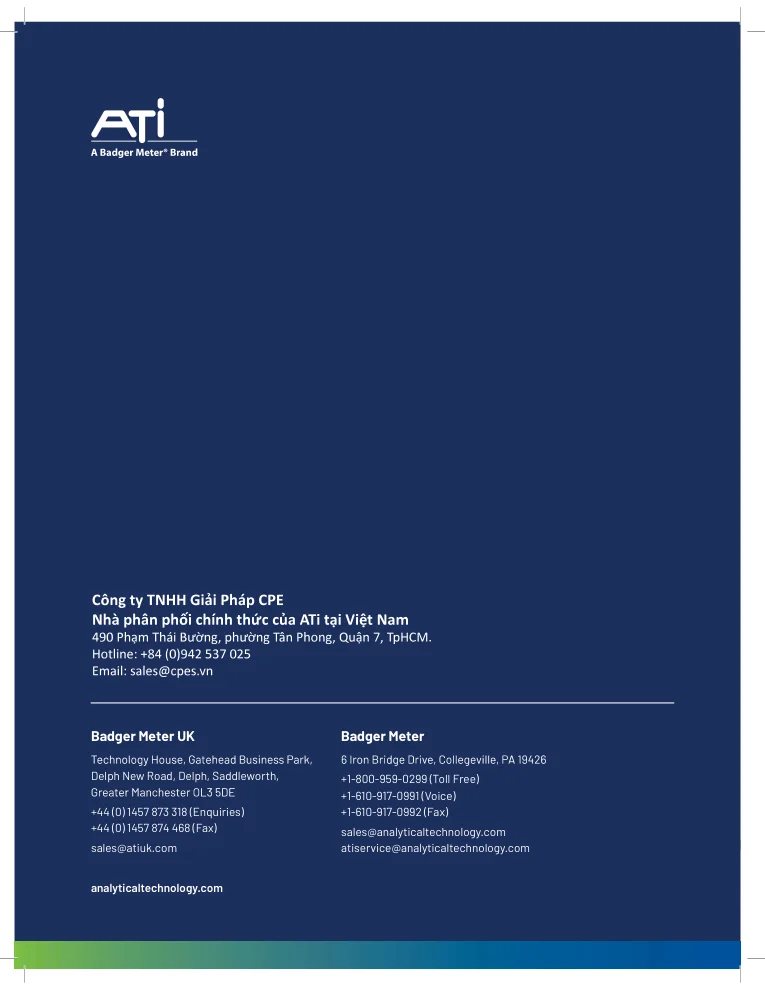 ATi
A Badger Meter® Brand
Công ty TNHH Giải Pháp CPE
Nhà phân phối chính thức của ATi tại Việt Nam
490 Phạm Thái Bường, phường Tân Phong, Quận 7, TpHCM.
Hotline: +84 (0)942 537 025
Email: sales@cpes.vn
Badger Meter UK
Technology House, Gatehead Business Park,
Delph New Road, Delph, Saddleworth,
Greater Manchester OL3 5DE
+44 (0) 1457 873 318 (Enquiries)
+44 (0) 1457 874 468 (Fax)
sales@atiuk.com
Badger Meter
6 Iron Bridge Drive, Collegeville, PA 19426
+1-800-959-0299 (Toll Free)
+1-610-917-0991 (Voice)
+1-610-917-0992 (Fax)
sales@analyticaltechnology.com
atiservice@analyticaltechnology.com
analyticaltechnology.com